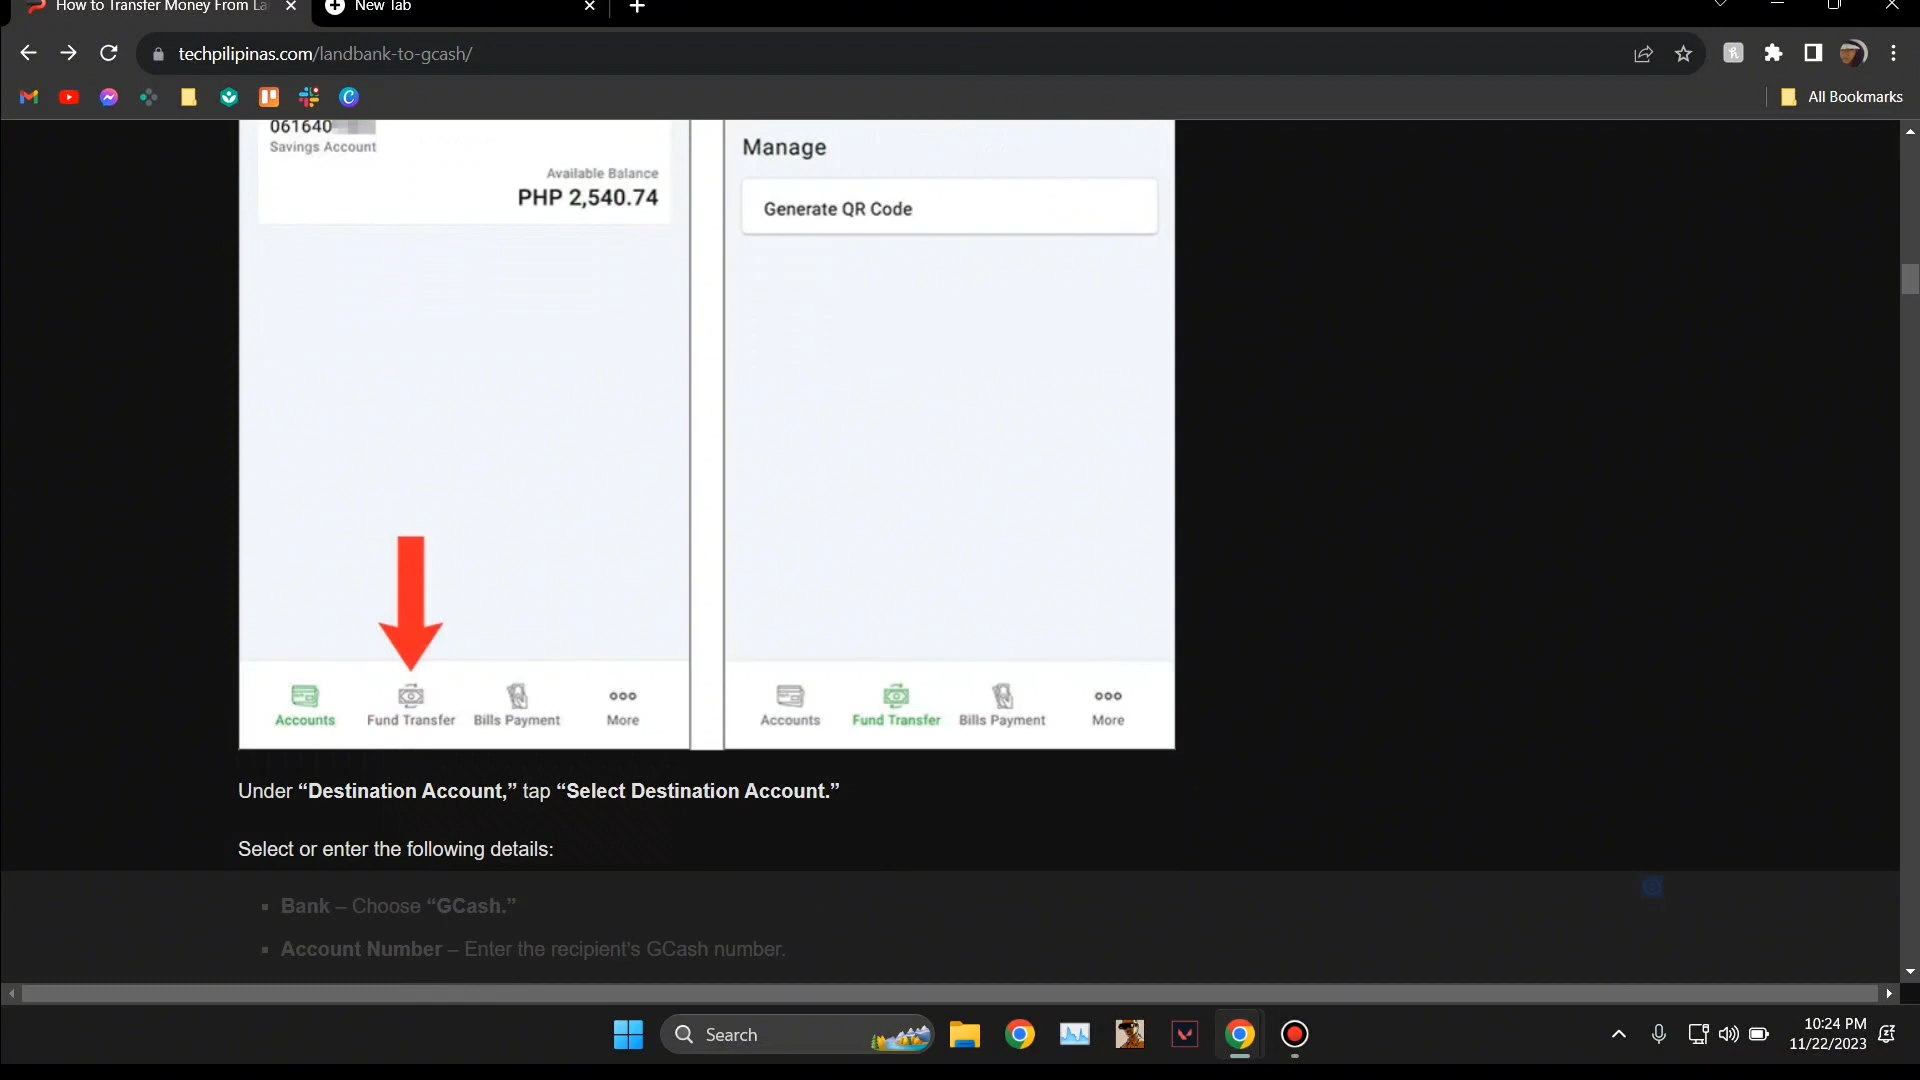 How to Transfer Money From La
New Tab
techpilipinas.com/landbank-to-gcash/
All Bookmarks
061640
Savings Account
Available Balance
PHP 2,540.74
Manage
Generate QR Code
Accounts
Fund Transfer
Bills Payment
More
Accounts
Fund Transfer
Bills Payment
More
Under “Destination Account,” tap “Select Destination Account.”
Select or enter the following details:
▪ Bank – Choose “GCash.”
▪ Account Number – Enter the recipient's GCash number.
Search
10:24 PM
11/22/2023